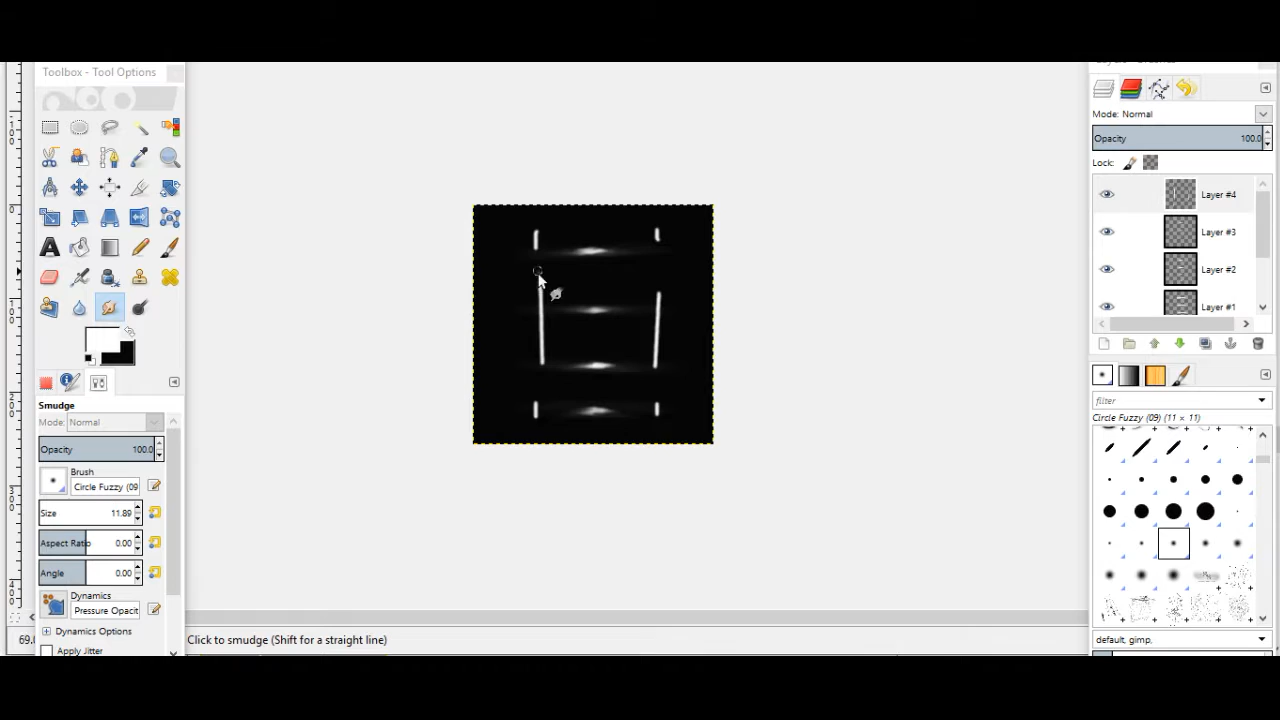 Toolbox - Tool Options
Mode: Normal
Opacity 100.0
Lock:
Layer #4
Layer #3
Layer #2
Layer #1
filter
Circle Fuzzy (09) (11 × 11)
default, gimp,
Smudge
Mode: Normal
Opacity 100.0
Brush
Circle Fuzzy (09
Size 11.89
Aspect Ratio 0.00
Angle 0.00
Dynamics
Pressure Opacit
Dynamics Options
Apply Jitter
69.
Click to smudge (Shift for a straight line)